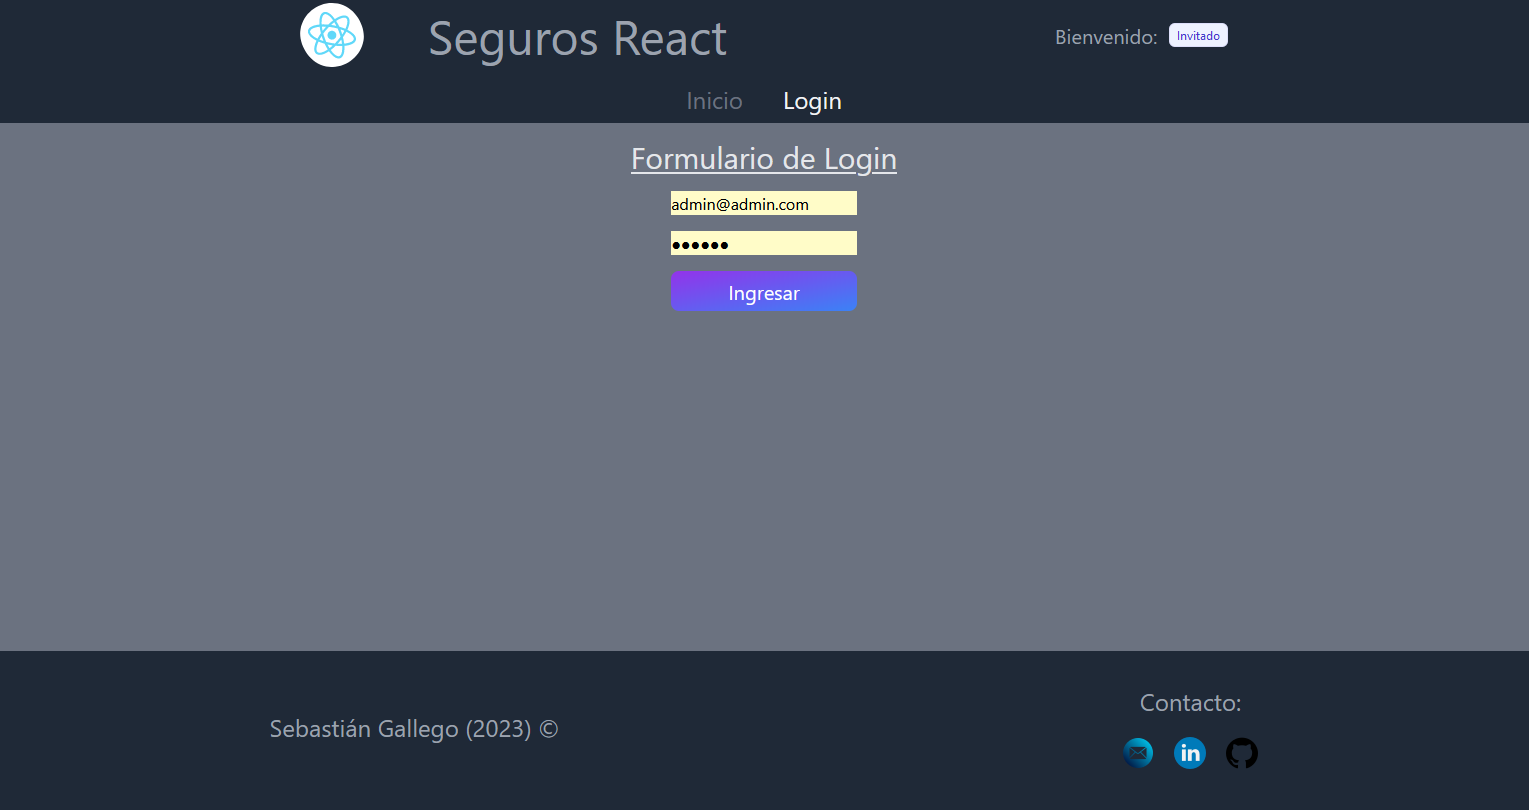 Seguros React
Bienvenido: Invitado
Inicio Login
Formulario de Login
admin@admin.com
••••••
Ingresar
Contacto:
Sebastián Gallego (2023) ©
in